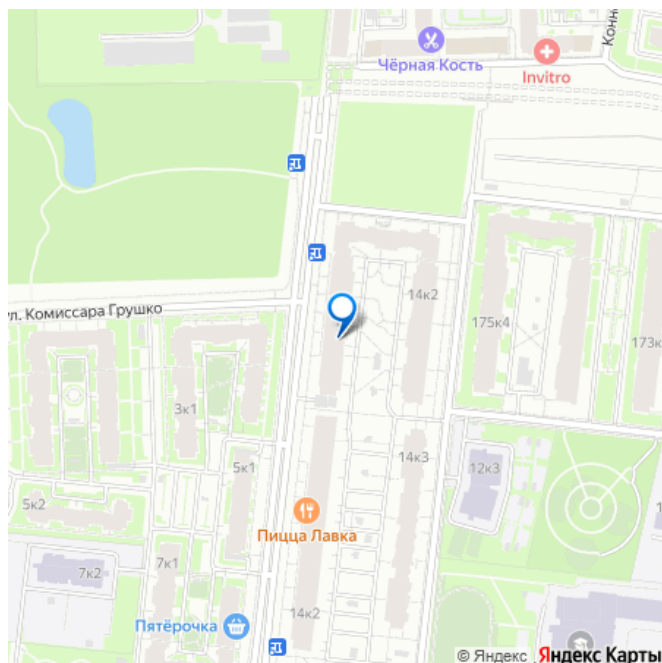 Конн
Чёрная Кость
Invitro
ул. Комиссара Грушко
14к2
175к4
173к
3к1
5к1
14к3
12к3
5к2
Пицца Лавка
7к1
7к2
14к2
Пятёрочка
© Яндекс Яндекс Карты